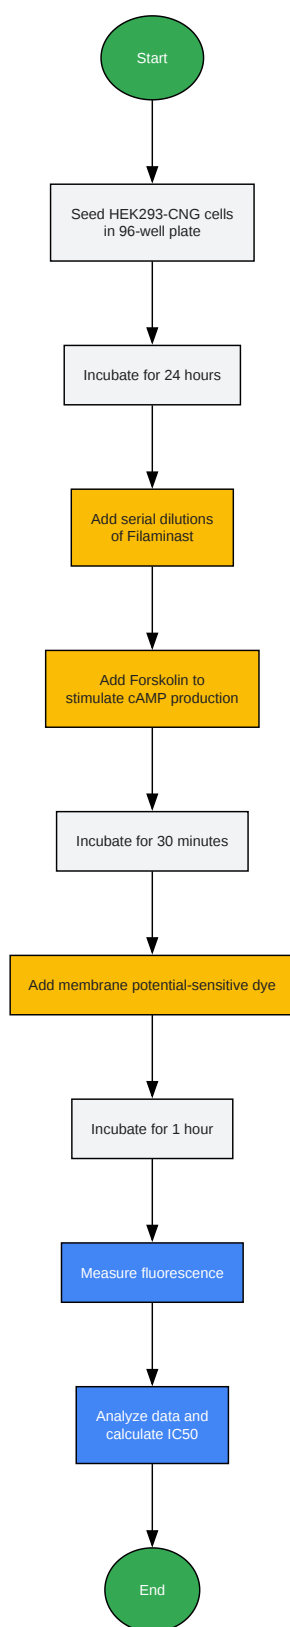 Start
Seed HEK293-CNG cells
in 96-well plate
Incubate for 24 hours
Add serial dilutions
of Filaminast
Add Forskolin to
stimulate cAMP production
Incubate for 30 minutes
Add membrane potential-sensitive dye
Incubate for 1 hour
Measure fluorescence
Analyze data and
calculate IC50
End